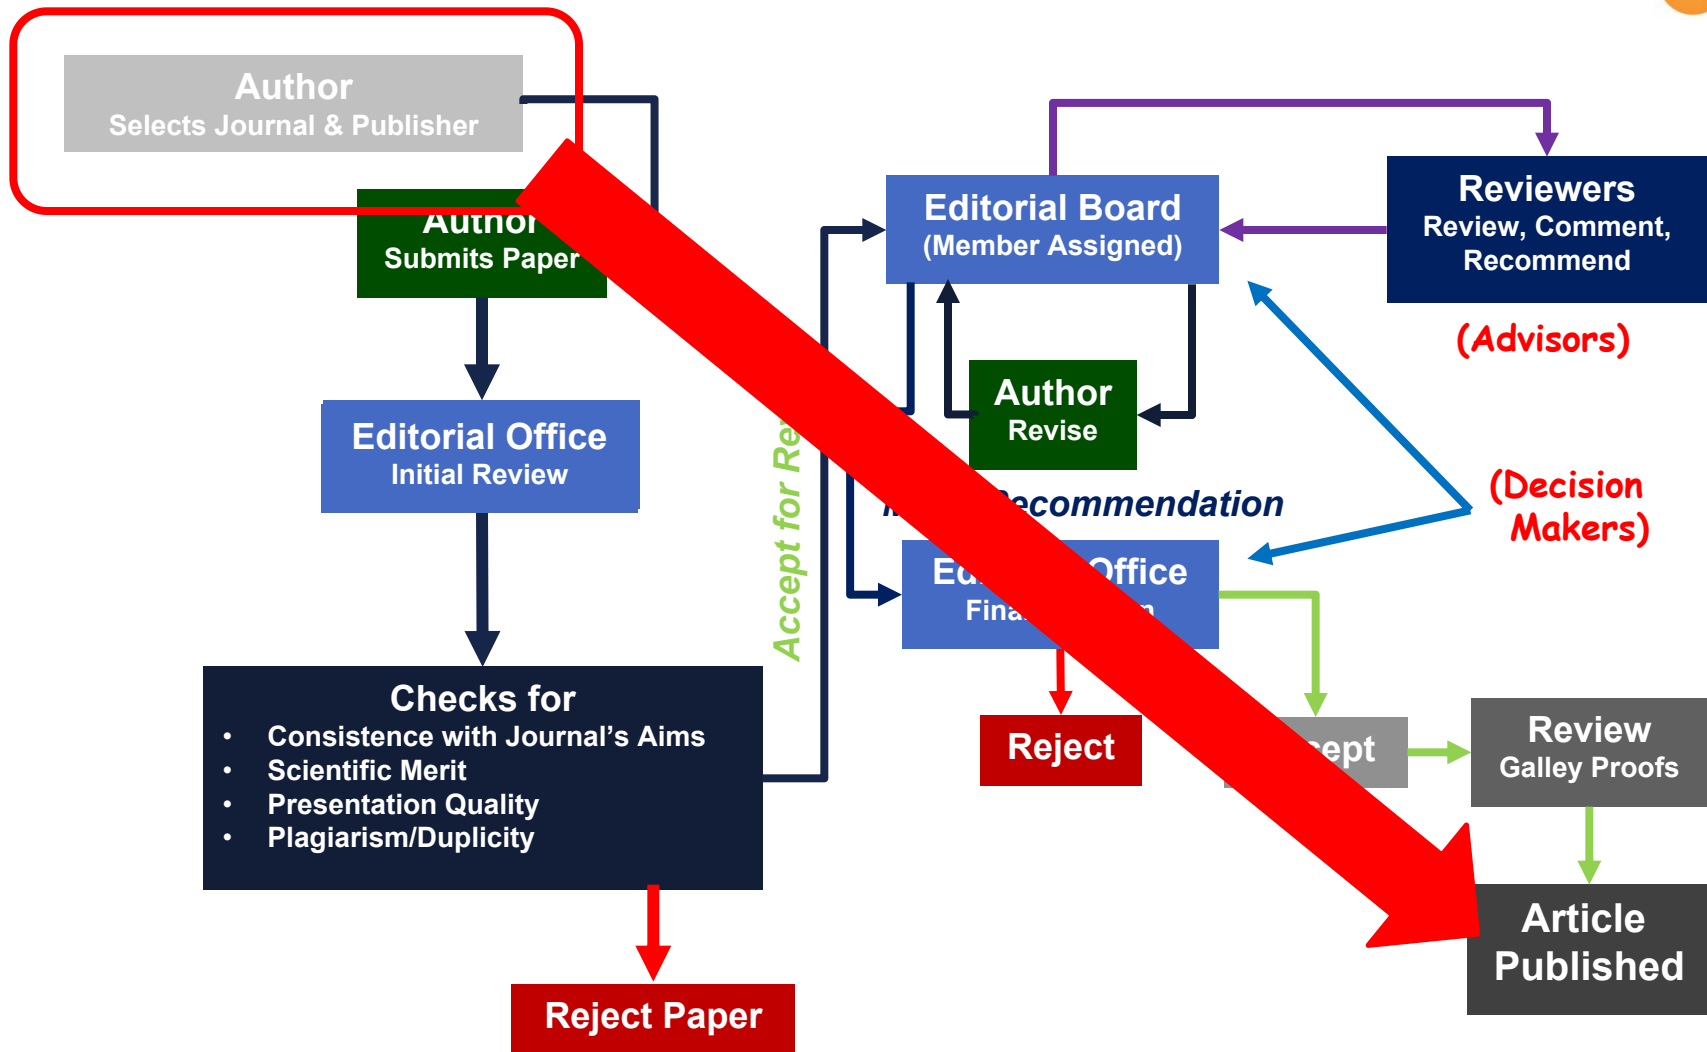 Author
Selects Journal & Publisher
Author
Submits Paper
Editorial Office
Initial Review
Checks for
• Consistence with Journal's Aims
• Scientific Merit
• Presentation Quality
• Plagiarism/Duplicity
Reject Paper
Accept for
Editorial Board
(Member Assigned)
Reviewers
Review, Comment,
Recommend
(Advisors)
Author
Revise
(Decision
Makers)
Recommendation
Office
Reject
Review
Galley Proofs
Article
Published